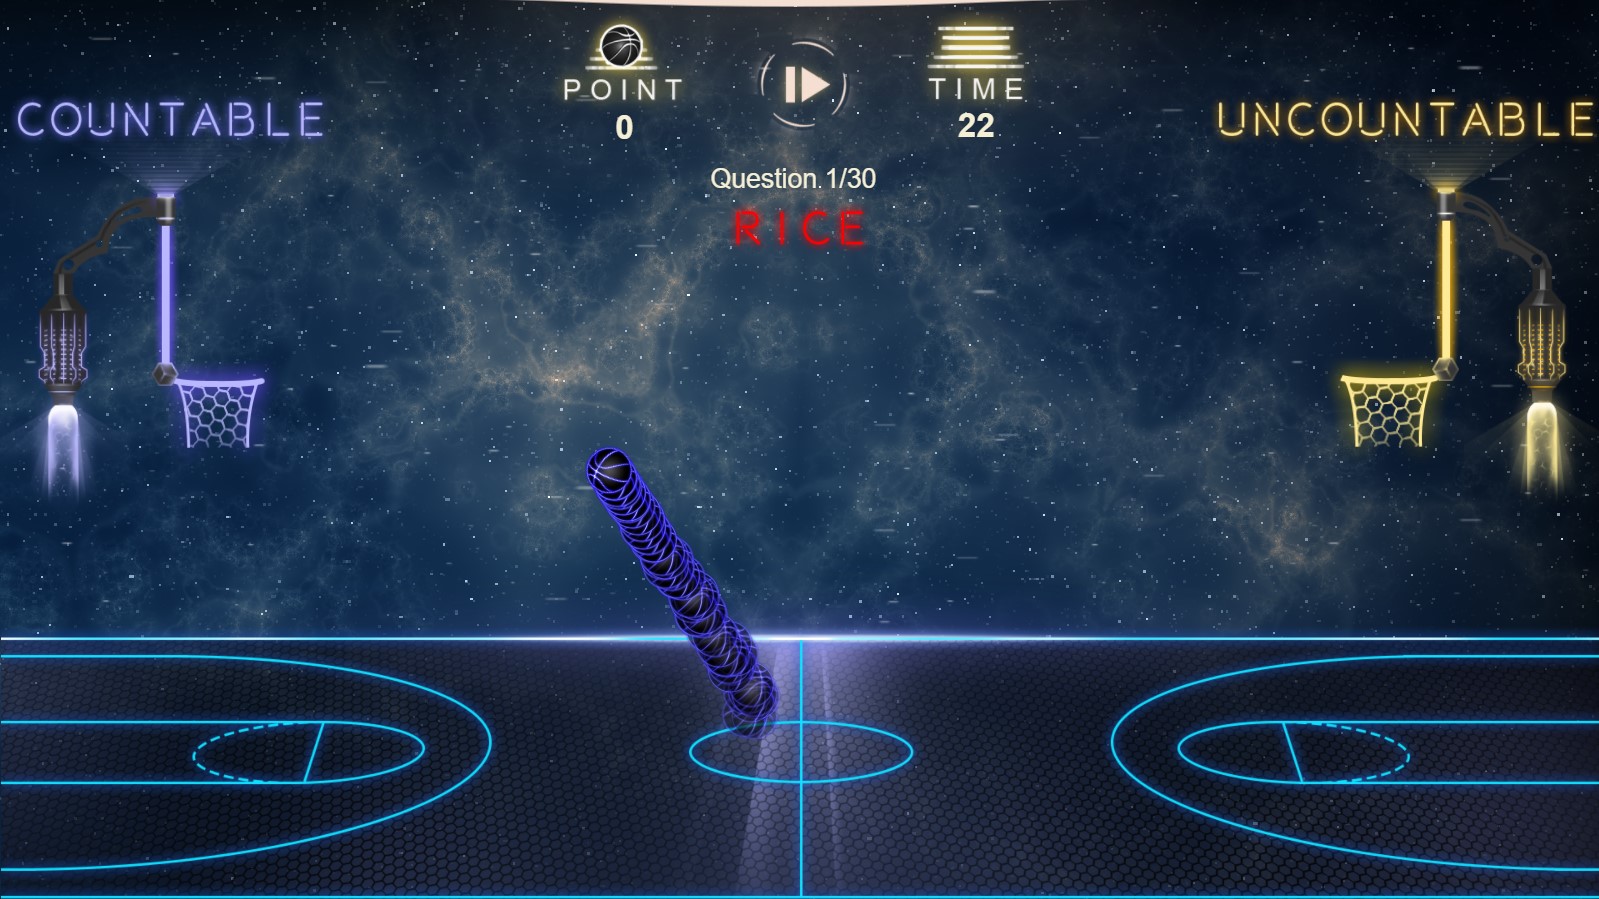 POINT
0
TIME
22
COUNTABLE
UNCOUNTABLE
Question 1/30
RICE